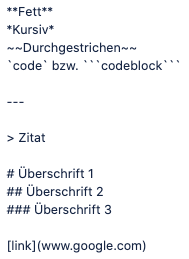 **Fett**
*Kursiv*
~~Durchgestrichen~~
`code` bzw. ```codeblock```
---
> Zitat
# Überschrift 1
## Überschrift 2
### Überschrift 3
[link](www.google.com)